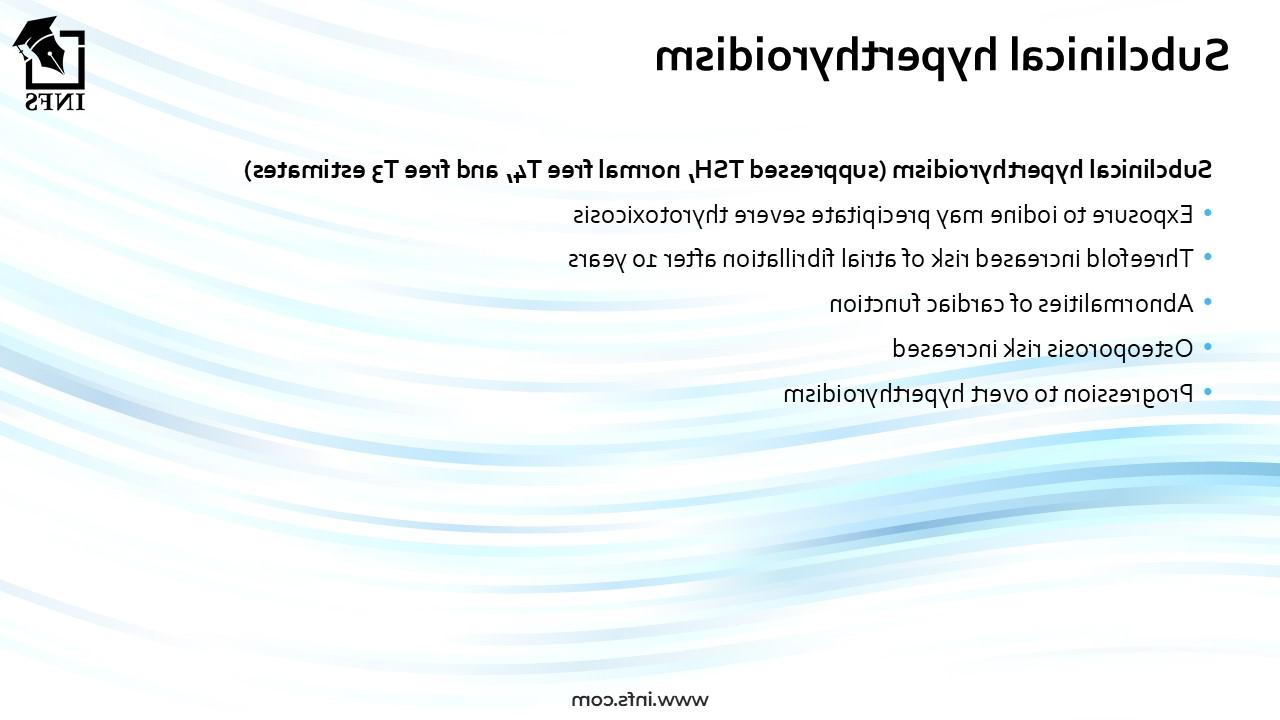 Subclinical hyperthyroidism
INFS
Subclinical hyperthyroidism (suppressed TSH, normal free T4, and free T3 estimates)
• Exposure to iodine may precipitate severe thyrotoxicosis
• Threefold increased risk of atrial fibrillation after 10 years
• Abnormalities of cardiac function
• Osteoporosis risk increased
• Progression to overt hyperthyroidism
www.infs.com